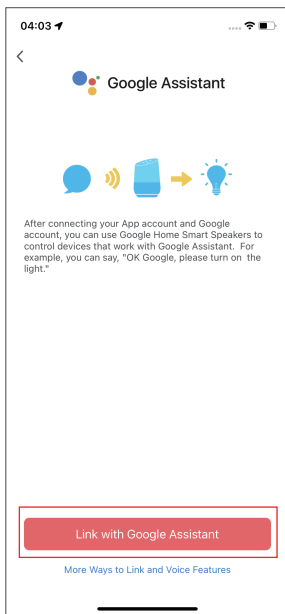 04:03
Google Assistant
After connecting your App account and Google
account, you can use Google Home Smart Speakers to
control devices that work with Google Assistant. For
example, you can say, "OK Google, please turn on the
light."
Link with Google Assistant
More Ways to Link and Voice Features